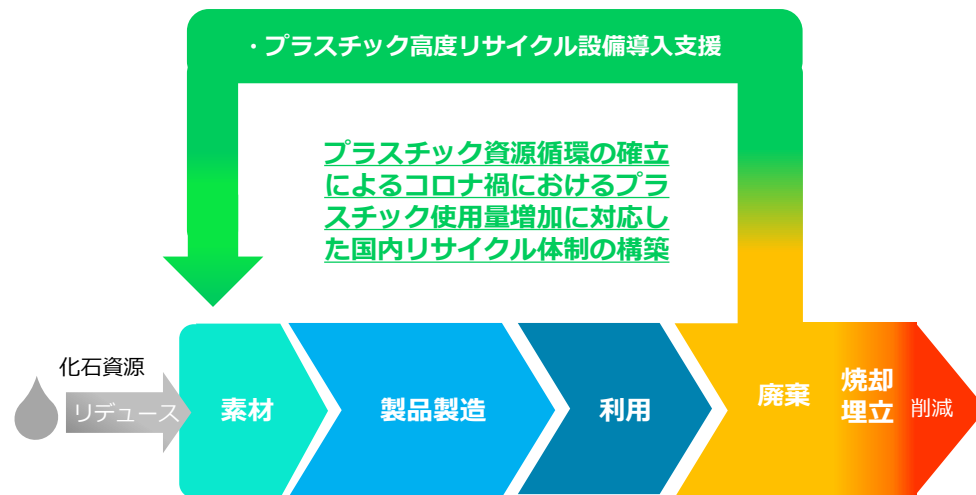 ・プラスチック高度リサイクル設備導入支援
プラスチック資源循環の確立
によるコロナ禍におけるプラ
スチック使用量増加に対応し
た国内リサイクル体制の構築
化石資源
リデュース
素材
製品製造
利用
廃棄
焼却
埋立
削減